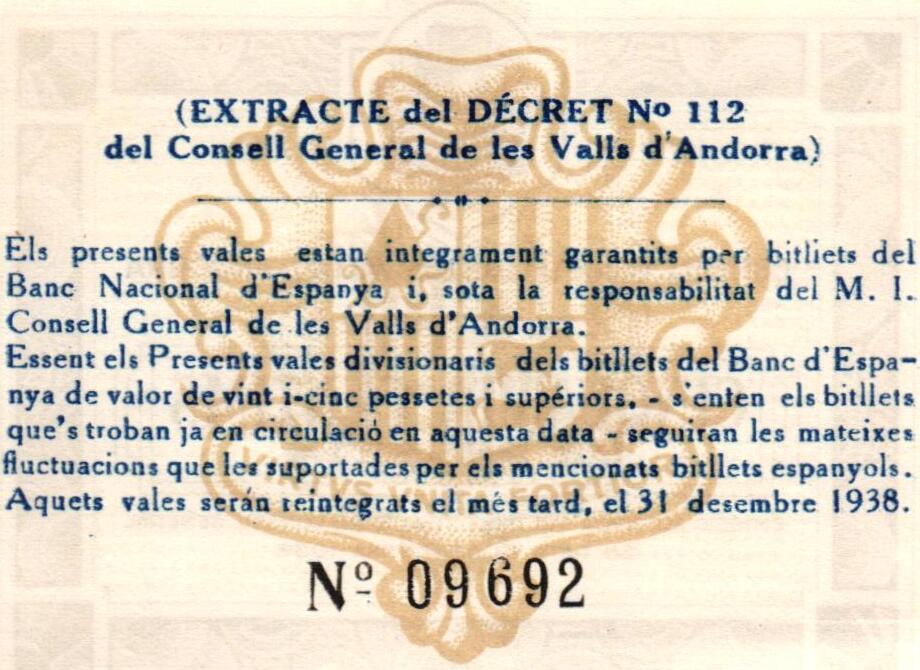 (EXTRACTE del DÉCRET Nº 112
del Consell General de les Valls d'Andorra)
Els presents vales estan integrament garantits per bitllets del
Banc Nacional d'Espanya i, sota la responsabilitat del M. I.
Consell General de les Valls d'Andorra.
Essent els Presents vales divisionaris dels bitllets del Banc d'Espa-
nya de valor de vint i-cinc pessetes i supériors, - s'enten els bitllets
que's troban ja en circulació en aquesta data - seguiran les mateixes
fluctuacions que les suportades per els mencionats bitllets espanyols.
Aquets vales serán reintegrats el més tard, el 31 desembre 1938.
VIRTVS VNITA FORTIOR
Nº 09692